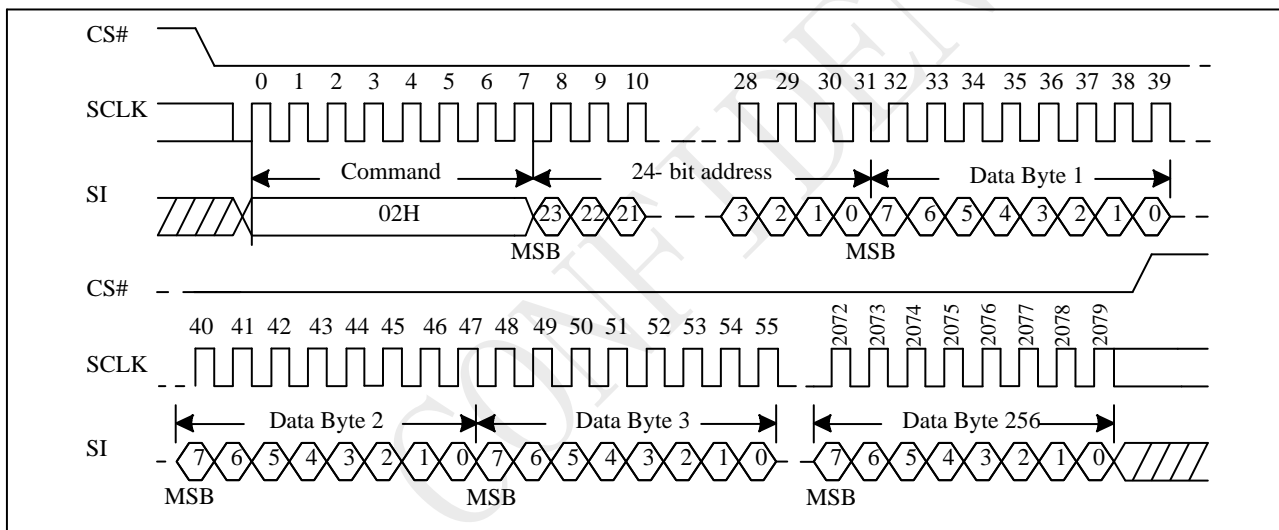 CS#
0 1 2 3 4 5 6 7 8 9 10 28 29 30 31 32 33 34 35 36 37 38 39
SCLK
Command 24- bit address Data Byte 1
SI
02H 23 22 21 3 2 1 0 7 6 5 4 3 2 1 0
MSB MSB
CS#
40 41 42 43 44 45 46 47 48 49 50 51 52 53 54 55 2072 2073 2074 2075 2076 2077 2078 2079
SCLK
Data Byte 2 Data Byte 3 Data Byte 256
SI
7 6 5 4 3 2 1 0 7 6 5 4 3 2 1 0 7 6 5 4 3 2 1 0
MSB MSB MSB
CONFIDEN